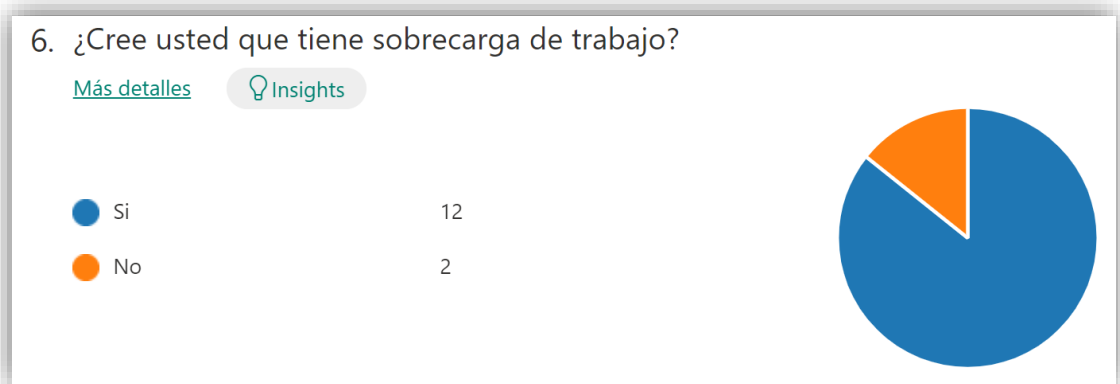 6. ¿Cree usted que tiene sobrecarga de trabajo?
Más detalles Insights
Si 12
No 2